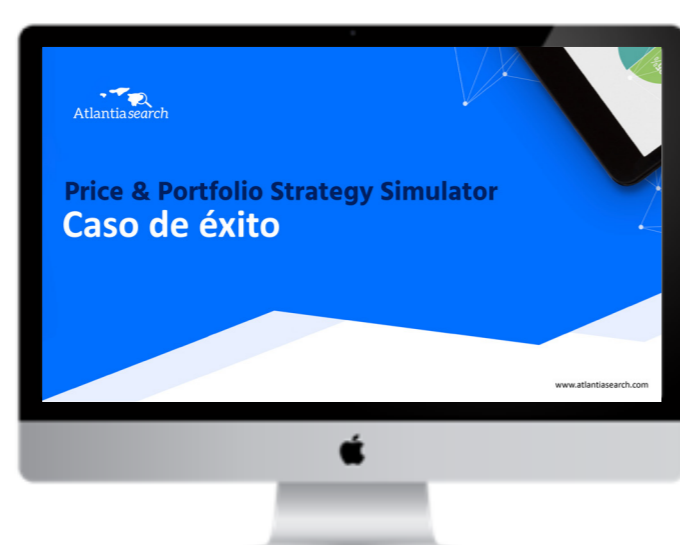 Atlantiasearch
Price & Portfolio Strategy Simulator
Caso de éxito
www.atlantiasearch.com